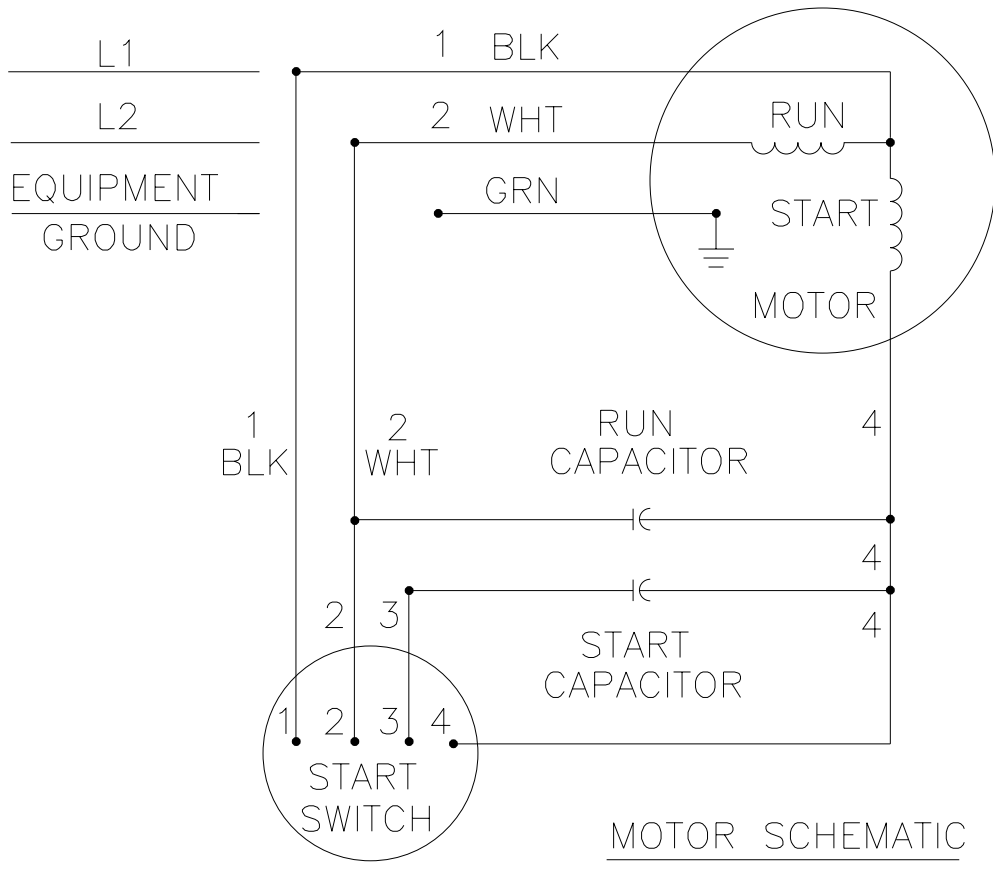 L1
1 BLK
L2
2 WHT
RUN
EQUIPMENT
GROUND
GRN
START
MOTOR
1
BLK
2
WHT
RUN
CAPACITOR
4
4
2
3
4
START
CAPACITOR
1 2 3 4
START
SWITCH
MOTOR SCHEMATIC